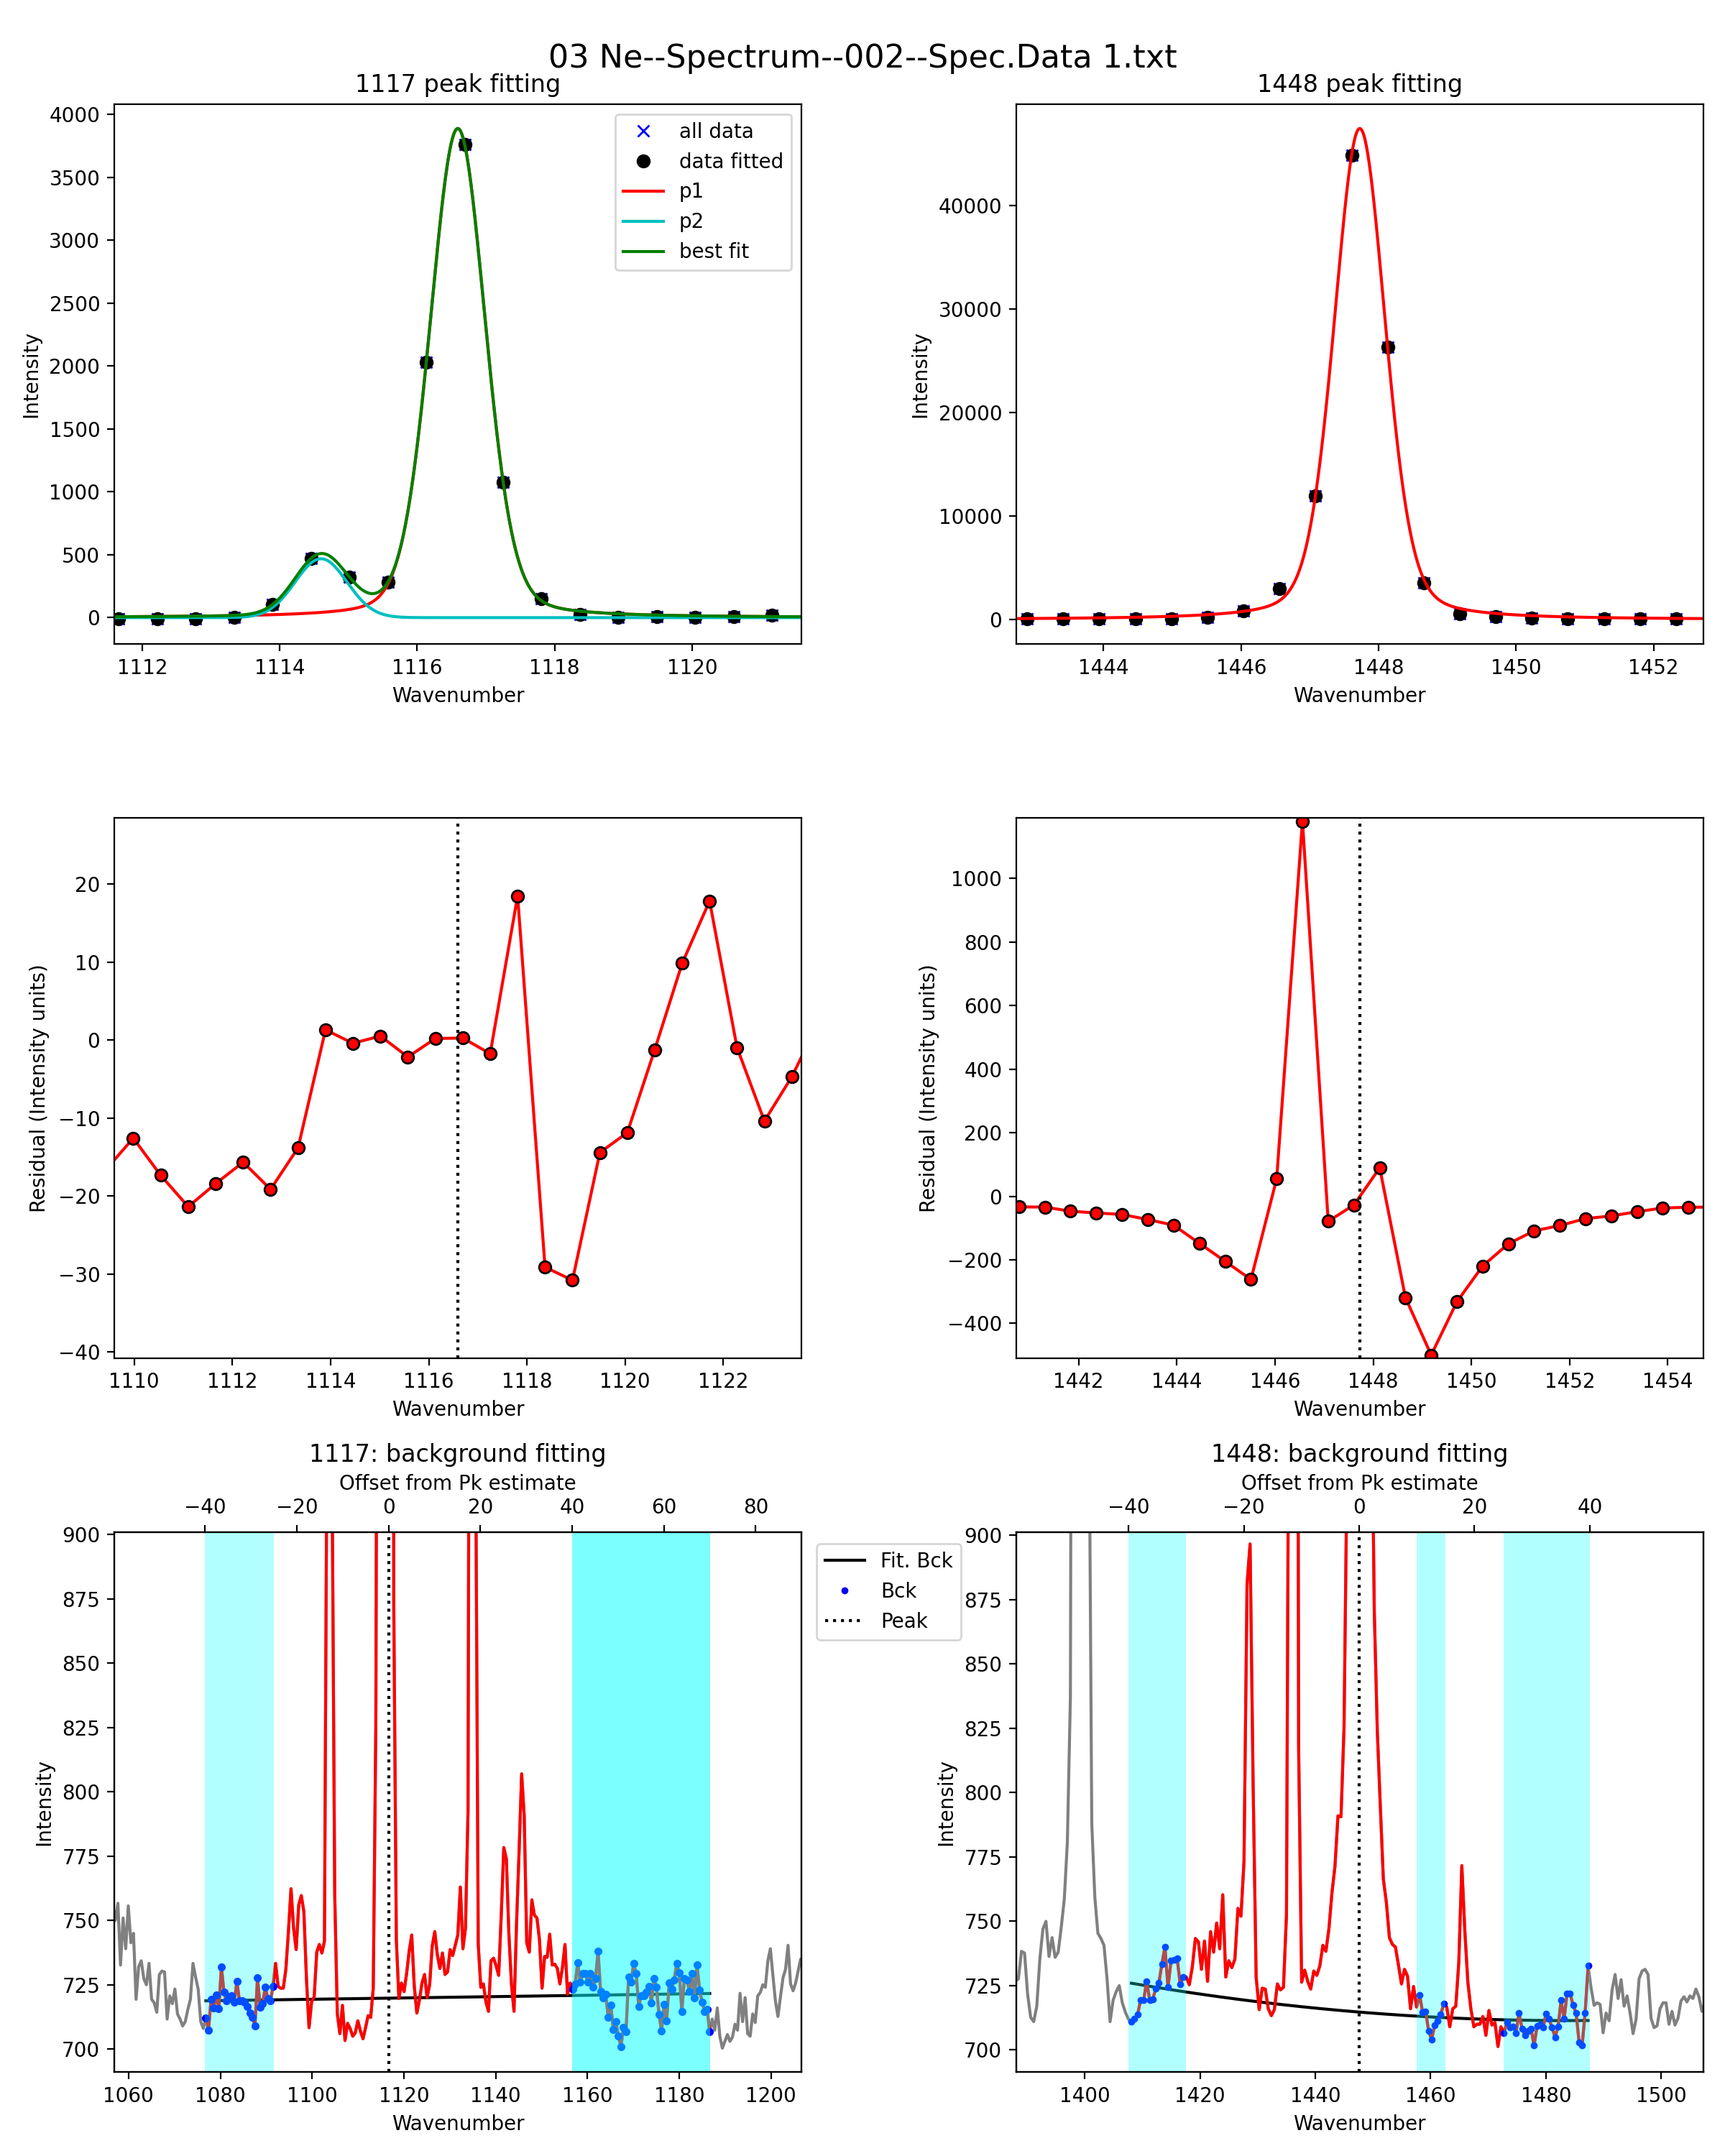 03 Ne--Spectrum--002--Spec.Data 1.txt
1117 peak fitting
4000
3500
3000
2500
2000
1500
1000
500
0
Intensity
all data
data fitted
p1
p2
best fit
1112 1114 1116 1118 1120
Wavenumber
1448 peak fitting
40000
30000
20000
10000
0
Intensity
1444 1446 1448 1450 1452
Wavenumber
20
10
0
−10
−20
−30
−40
Residual (Intensity units)
1110 1112 1114 1116 1118 1120 1122
Wavenumber
1000
800
600
400
200
0
−200
−400
Residual (Intensity units)
1442 1444 1446 1448 1450 1452 1454
Wavenumber
1117: background fitting
Offset from Pk estimate
−40 −20 0 20 40 60 80
900
875
850
825
800
775
750
725
700
Intensity
1060 1080 1100 1120 1140 1160 1180 1200
Wavenumber
Fit. Bck
Bck
Peak
1448: background fitting
Offset from Pk estimate
−40 −20 0 20 40
900
875
850
825
800
775
750
725
700
Intensity
1400 1420 1440 1460 1480 1500
Wavenumber